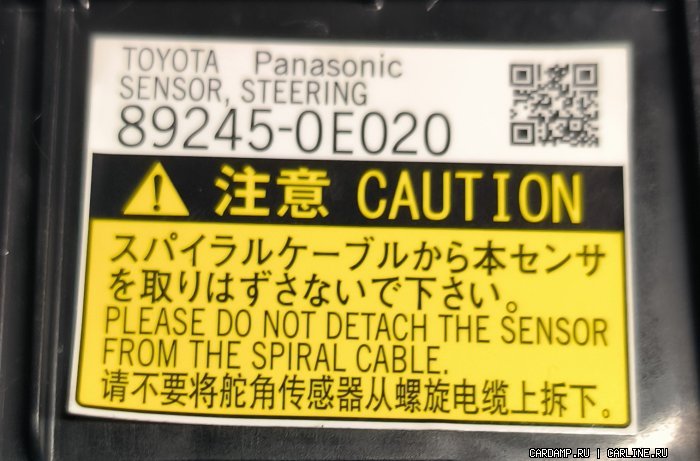 TOYOTA Panasonic
SENSOR, STEERING
89245-0E020
注意 CAUTION
スパイラルケーブルから本センサ
を取りはずさないで下さい。
PLEASE DO NOT DETACH THE SENSOR
FROM THE SPIRAL CABLE.
请不要将舵角传感器从螺旋电缆上拆下。
CARDAMP.RU | CARLINE.RU